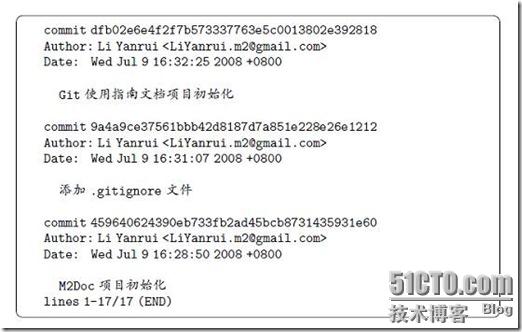 commit dfb02e6e4f2f7b573337763e5c0013802e392818
Author: Li Yanrui <LiYanrui.m2@gmail.com>
Date: Wed Jul 9 16:32:25 2008 +0800
Git 使用指南文档项目初始化
commit 9a4a9ce37561bbb42d8187d7a851e228e26e1212
Author: Li Yanrui <LiYanrui.m2@gmail.com>
Date: Wed Jul 9 16:31:07 2008 +0800
添加 .gitignore 文件
commit 459640624390eb733fb2ad45bcb8731435931e60
Author: Li Yanrui <LiYanrui.m2@gmail.com>
Date: Wed Jul 9 16:28:50 2008 +0800
M2Doc 项目初始化
lines 1-17/17 (END)
51CTO.com
技术博客 Blog